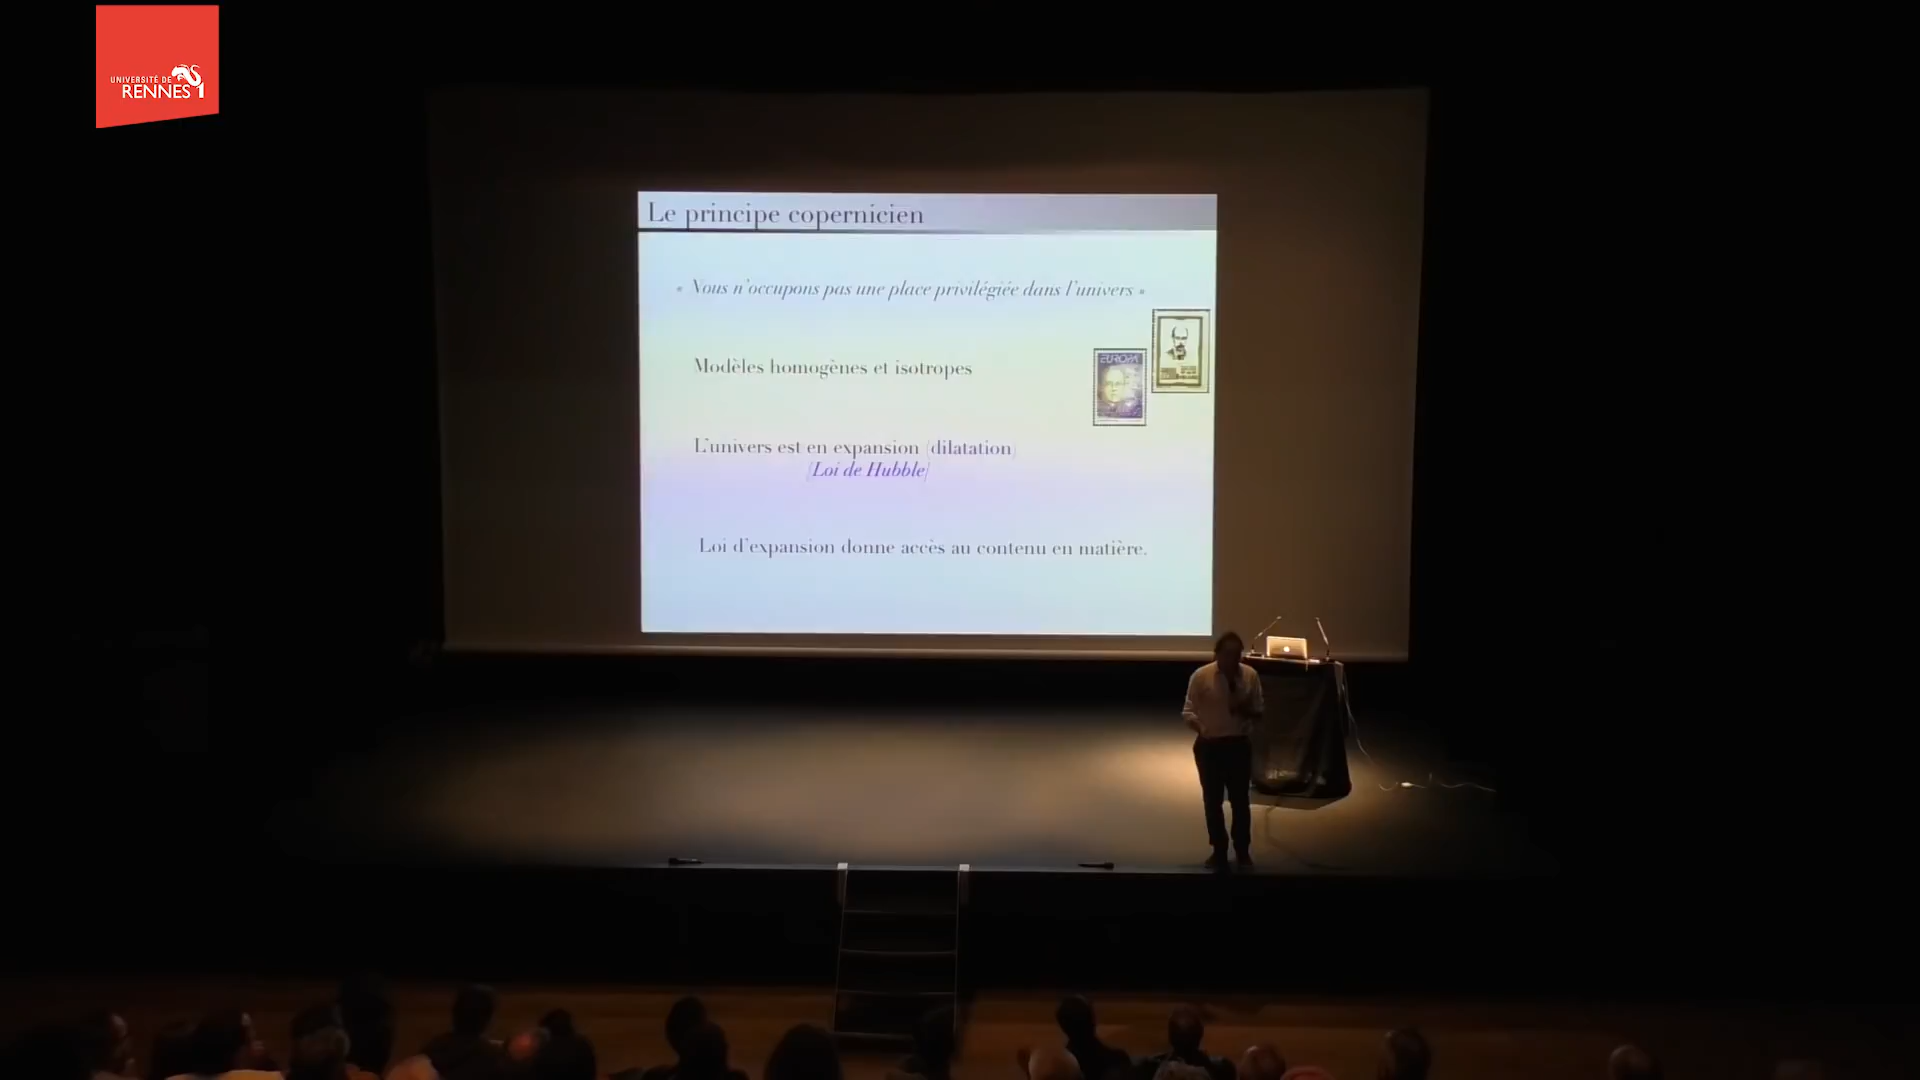 UNIVERSITÉ DE
RENNES 1
Le principe copernicien
« Nous n'occupons pas une place privilégiée dans l'univers »
Modèles homogènes et isotropes
EUROPA
L'univers est en expansion (dilatation)
(Loi de Hubble)
Loi d'expansion donne accès au contenu en matière.